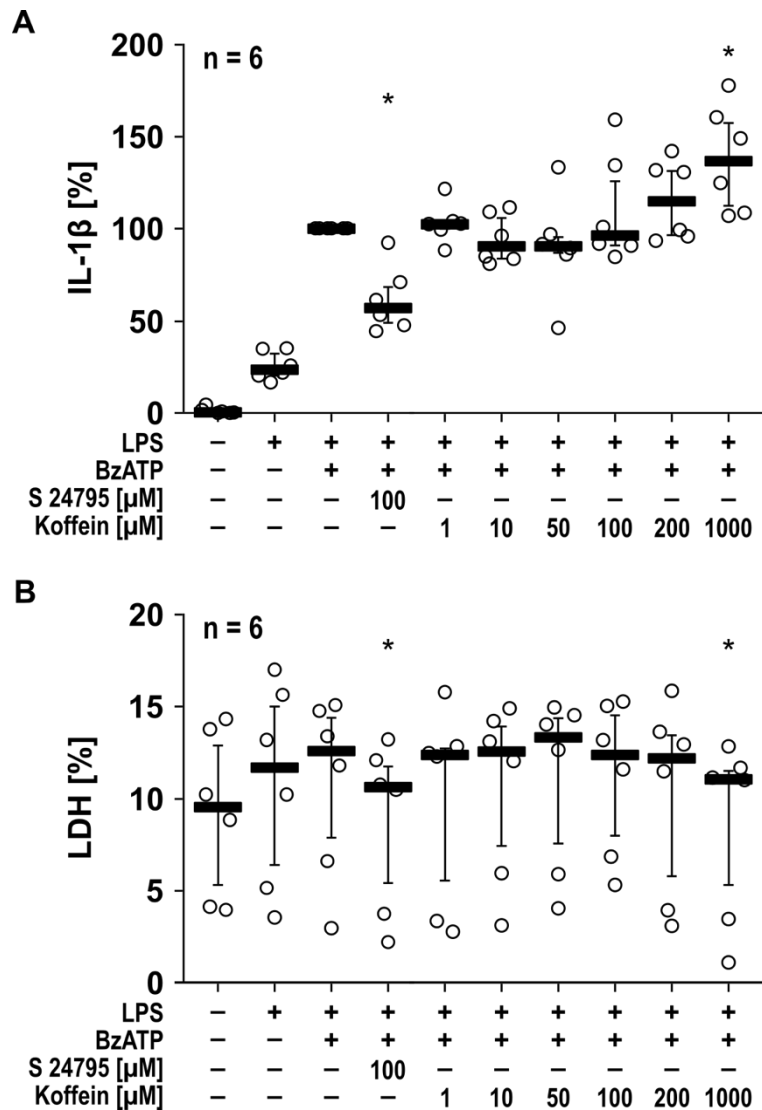 A
n = 6
IL-1β [%]
200
150
100
50
0
* *
LPS – + + + + + + + + +
BzATP – – + + + + + + + +
S 24795 [µM] – – – 100 – – – – – –
Koffein [µM] – – – – 1 10 50 100 200 1000
B
n = 6
LDH [%]
20
15
10
5
0
* *
LPS – + + + + + + + + +
BzATP – – + + + + + + + +
S 24795 [µM] – – – 100 – – – – – –
Koffein [µM] – – – – 1 10 50 100 200 1000